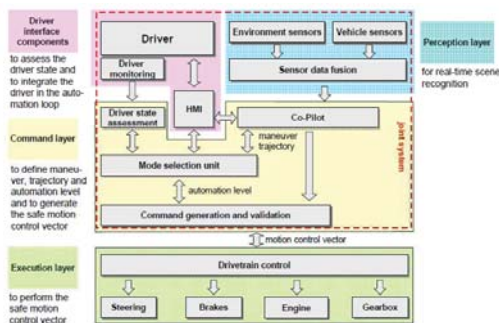 Driver
interface
components
to assess the
driver state and
to integrate the
driver in the auto-
mation loop
Command layer
to define maneu-
ver, trajectory and
automation level
and to generate
the safe motion
control vector
Execution layer
to perform the
safe motion
control vector
Driver
Driver
monitoring
HMI
Environment sensors
Vehicle sensors
Sensor data fusion
Perception layer
for real-time scene
recognition
Driver state
assessment
Co-Pilot
maneuver
trajectory
Mode selection unit
joint system
automation level
Command generation and validation
motion control vector
Drivetrain control
Steering
Brakes
Engine
Gearbox